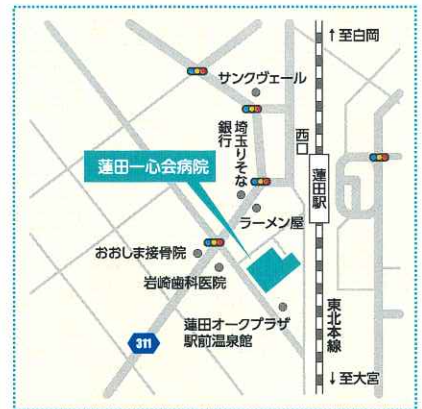 ↑至白岡
サンクヴェール
西口
埼玉りそな
銀行
蓮田一心会病院
蓮田駅
ラーメン屋
おおしま接骨院
岩崎歯科医院
蓮田オークプラザ
駅前温泉館
東北本線
311
↓至大宮